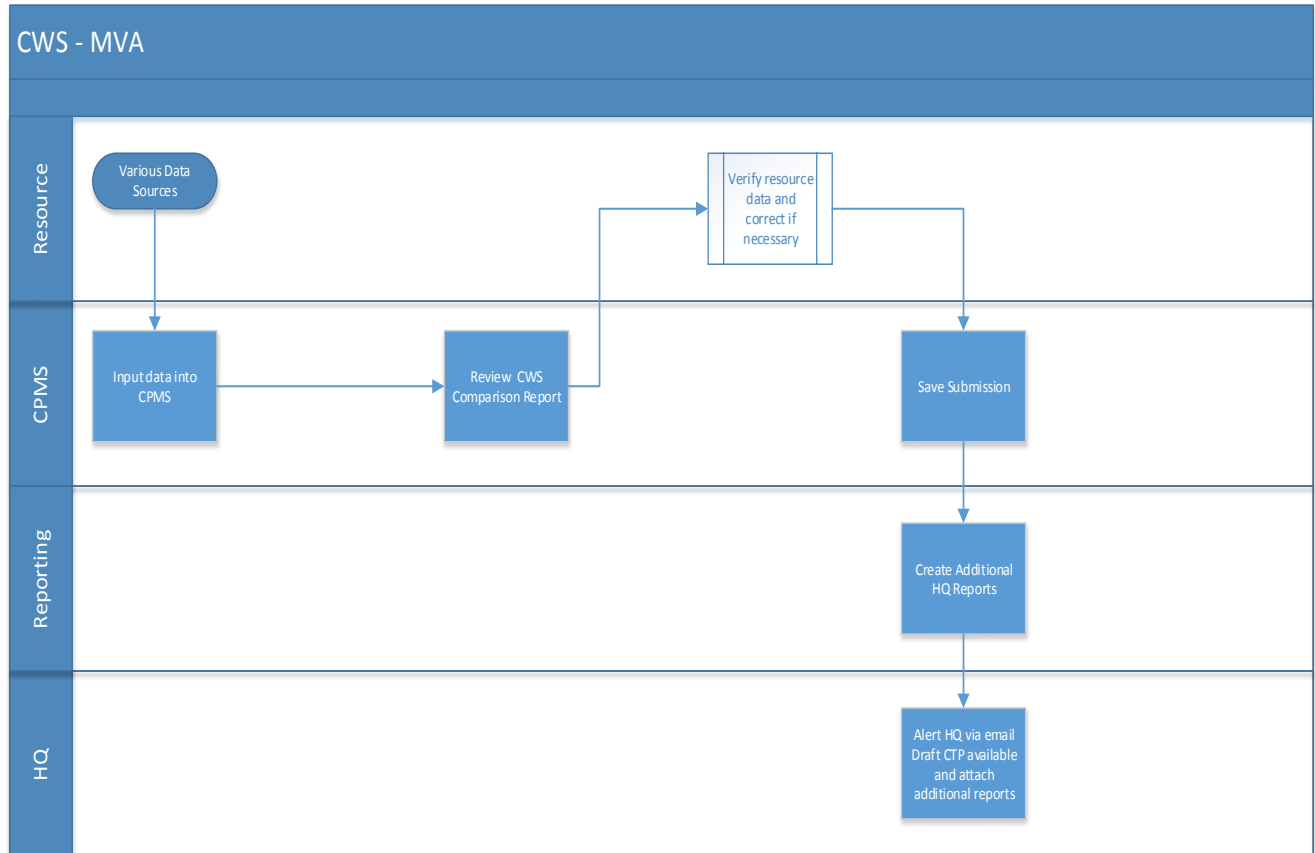 CWS - MVA
Resource
Various Data
Sources
Verify resource
data and
correct if
necessary
CPMS
Input data into
CPMS
Review CWS
Comparison Report
Save Submission
Reporting
Create Additional
HQ Reports
HQ
Alert HQ via email
Draft CTP available
and attach
additional reports